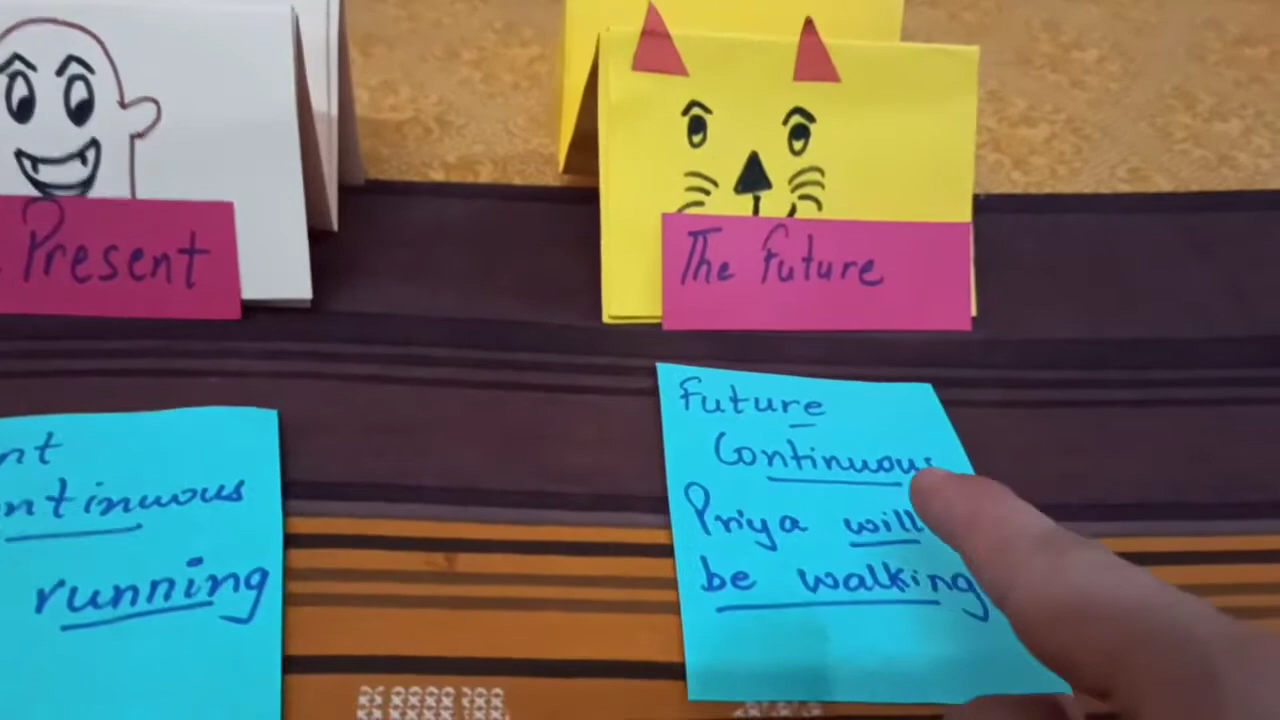 Present
The Future
nt
ntinuous
running
Future
Continuous
Priya will
be walking